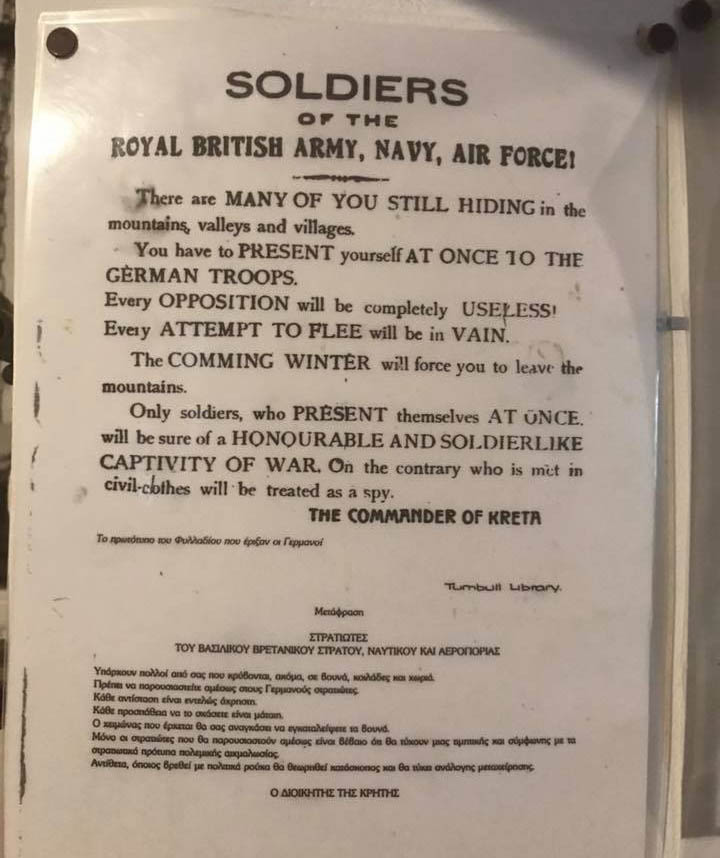 SOLDIERS
OF THE
ROYAL BRITISH ARMY, NAVY, AIR FORCE!
There are MANY OF YOU STILL HIDING in the
mountains, valleys and villages.
You have to PRESENT yourself AT ONCE TO THE
GERMAN TROOPS.
Every OPPOSITION will be completely USELESS!
Every ATTEMPT TO FLEE will be in VAIN.
The COMMING WINTER will force you to leave the
mountains.
Only soldiers, who PRESENT themselves AT ONCE.
will be sure of a HONOURABLE AND SOLDIERLIKE
CAPTIVITY OF WAR. On the contrary who is met in
civil-clothes will be treated as a spy.
THE COMMANDER OF KRETA
Το πρωτότυπο του Φυλλαδίου που έριξαν οι Γερμανοί
Turnbull Library.
Μετάφραση
ΣΤΡΑΤΙΩΤΕΣ
ΤΟΥ ΒΑΣΙΛΙΚΟΥ ΒΡΕΤΑΝΙΚΟΥ ΣΤΡΑΤΟΥ, ΝΑΥΤΙΚΟΥ ΚΑΙ ΑΕΡΟΠΟΡΙΑΣ
Υπάρχουν πολλοί από σας που κρύβονται, ακόμα, σε βουνά, κοιλάδες και χωριά.
Πρέπει να παρουσιαστείτε αμέσως στους Γερμανούς στρατιώτες.
Κάθε αντίσταση είναι εντελώς άχρηστη.
Κάθε προσπάθεια να το σκάσετε είναι μάταιη.
Ο χειμώνας που έρχεται θα σας αναγκάσει να εγκαταλείψετε τα βουνά.
Μόνο οι στρατιώτες που θα παρουσιαστούν αμέσως είναι βέβαιο ότι θα τύχουν μιας τιμητικής και σύμφωνης με τα
στρατιωτικά πρότυπα πολεμικής αιχμαλωσίας.
Αντίθετα, όποιος βρεθεί με πολιτικά ρούχα θα θεωρηθεί κατάσκοπος και θα τύχει ανάλογης μεταχείρησης.
Ο ΔΙΟΙΚΗΤΗΣ ΤΗΣ ΚΡΗΤΗΣ